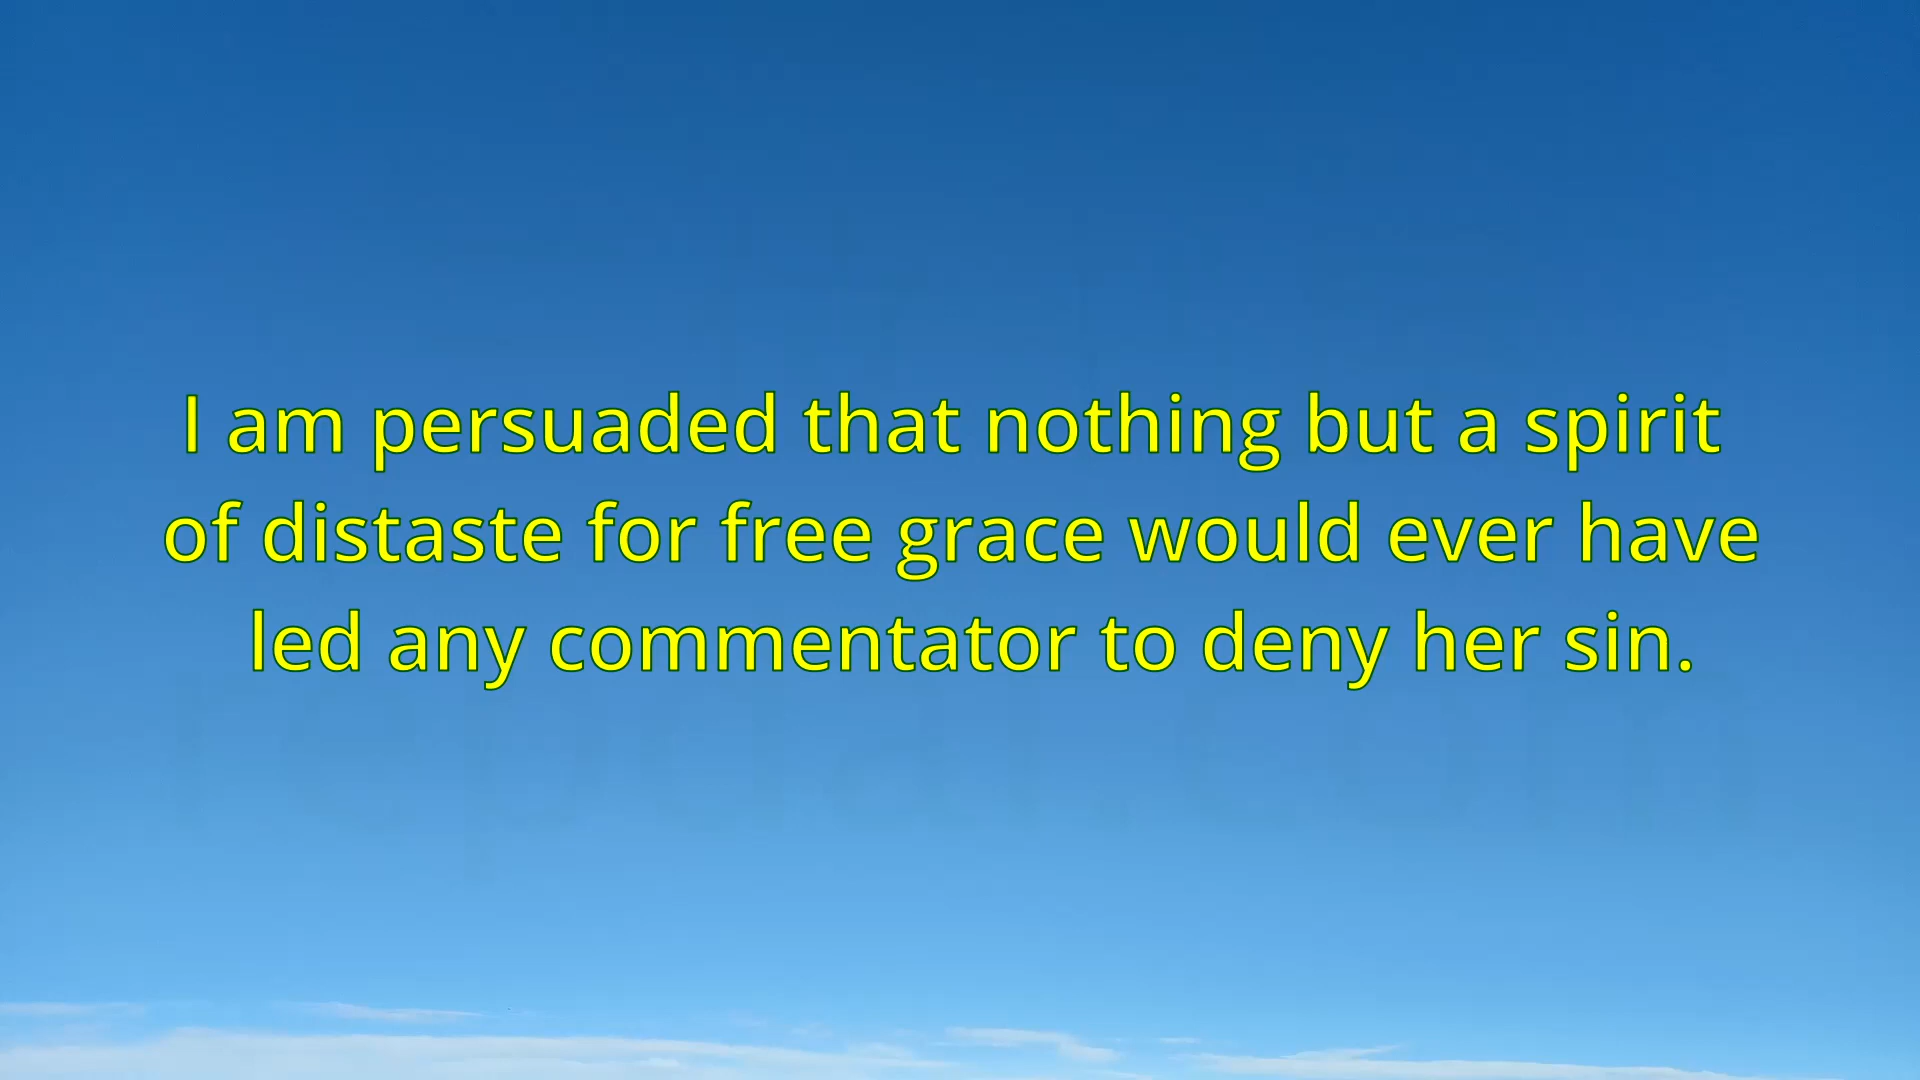 I am persuaded that nothing but a spirit
of distaste for free grace would ever have
led any commentator to deny her sin.